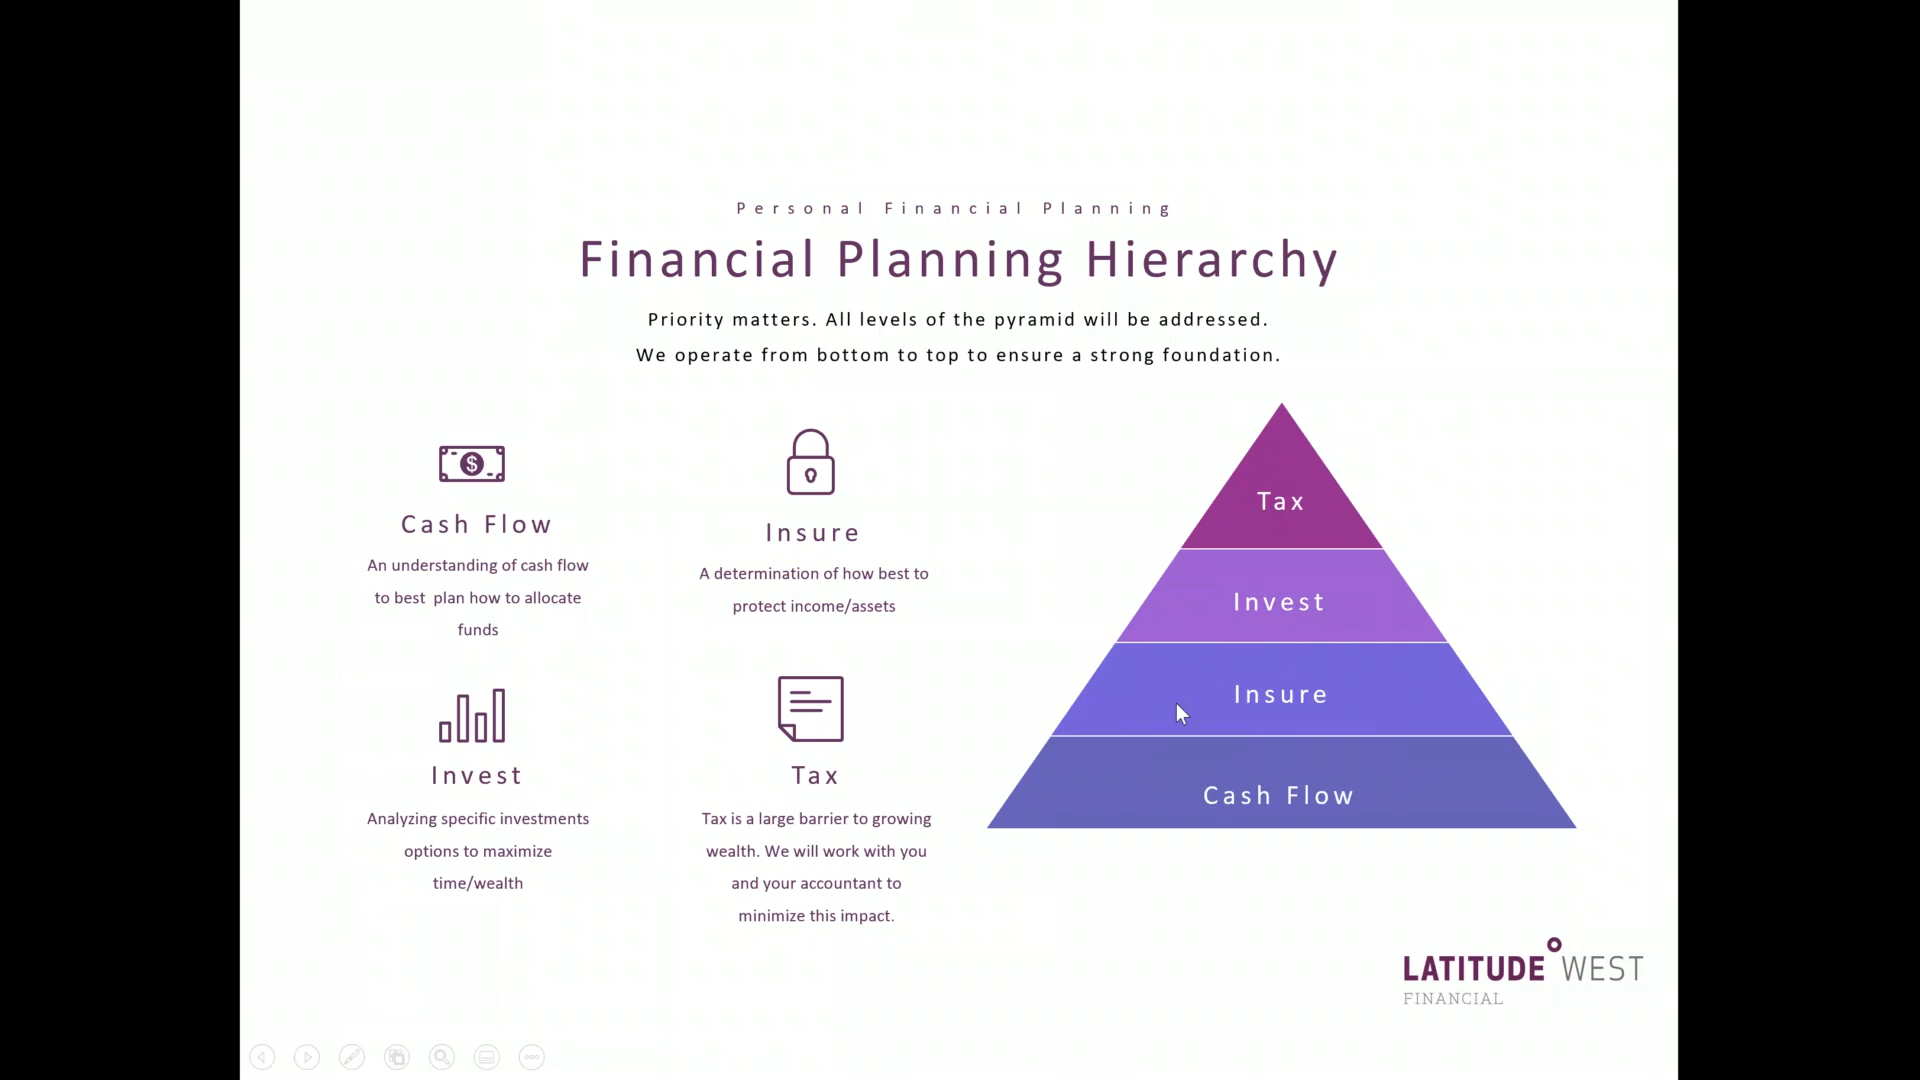 Personal Financial Planning
Financial Planning Hierarchy
Priority matters. All levels of the pyramid will be addressed.
We operate from bottom to top to ensure a strong foundation.
$
Cash Flow
An understanding of cash flow
to best plan how to allocate
funds
Insure
A determination of how best to
protect income/assets
Invest
Analyzing specific investments
options to maximize
time/wealth
Tax
Tax is a large barrier to growing
wealth. We will work with you
and your accountant to
minimize this impact.
Tax
Invest
Insure
Cash Flow
LATITUDE°WEST
FINANCIAL